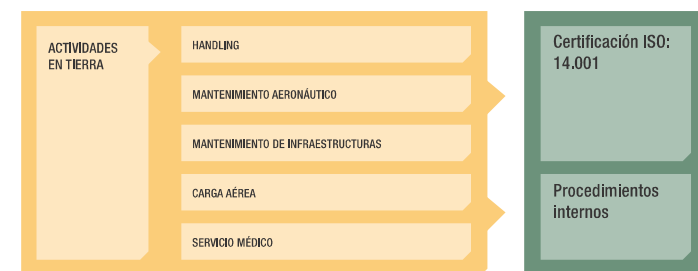 ACTIVIDADES
EN TIERRA
HANDLING
MANTENIMIENTO AERONÁUTICO
MANTENIMIENTO DE INFRAESTRUCTURAS
CARGA AÉREA
SERVICIO MÉDICO
Certificación ISO:
14.001
Procedimientos
internos